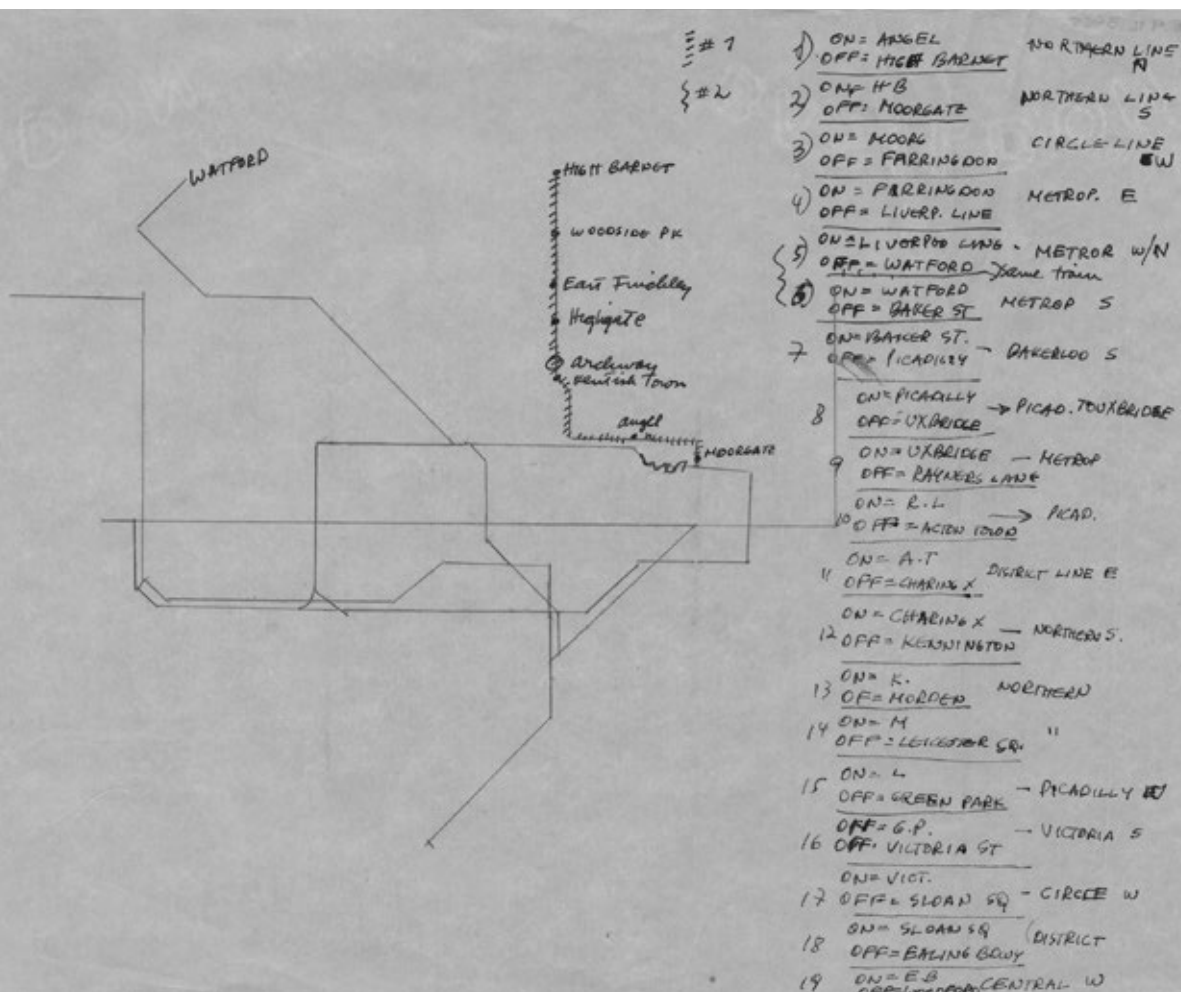 WATFORD
HIGH BARNET
WOODSIDE PK
East Finchley
Highgate
archway
Kentish Town
angel
MOORGATE
#1
#2
1) ON = ANGEL NORTHERN LINE
OFF = HIGH BARNET N
2) ON = HB NORTHERN LINE
OFF = MOORGATE S
3) ON = MOORG CIRCLE LINE
OFF = FARRINGDON W
4) ON = FARRINGDON METROP. E
OFF = LIVERP. LINE
5) ON = LIVERPOO LINE - METROP W/N
OFF = WATFORD same train
6) ON = WATFORD METROP S
OFF = BAKER ST
7 ON = BAKER ST. - BAKERLOO S
OFF = PICADILLY
8 ON = PICADILLY → PICAD. TO UXBRIDGE
OFF = UXBRIDGE
9 ON = UXBRIDGE - METROP
OFF = RAYNERS LANE
10 ON = R.L → PICAD.
OFF = ACTON TOWN
11 ON = A.T DISTRICT LINE E
OFF = CHARING X
12 ON = CHARING X - NORTHERN S.
OFF = KENNINGTON
13 ON = K. NORTHERN
OF = MORDEN
14 ON = M "
OFF = LEICESTER SQ.
15 ON = L - PICADILLY
OFF = GREEN PARK
16 OFF = G.P. - VICTORIA S
OFF = VICTORIA ST
17 ON = VICT. - CIRCLE W
OFF = SLOAN SQ
18 ON = SLOAN SQ DISTRICT
OFF = EALING BDWY
19 ON = E B CENTRAL W